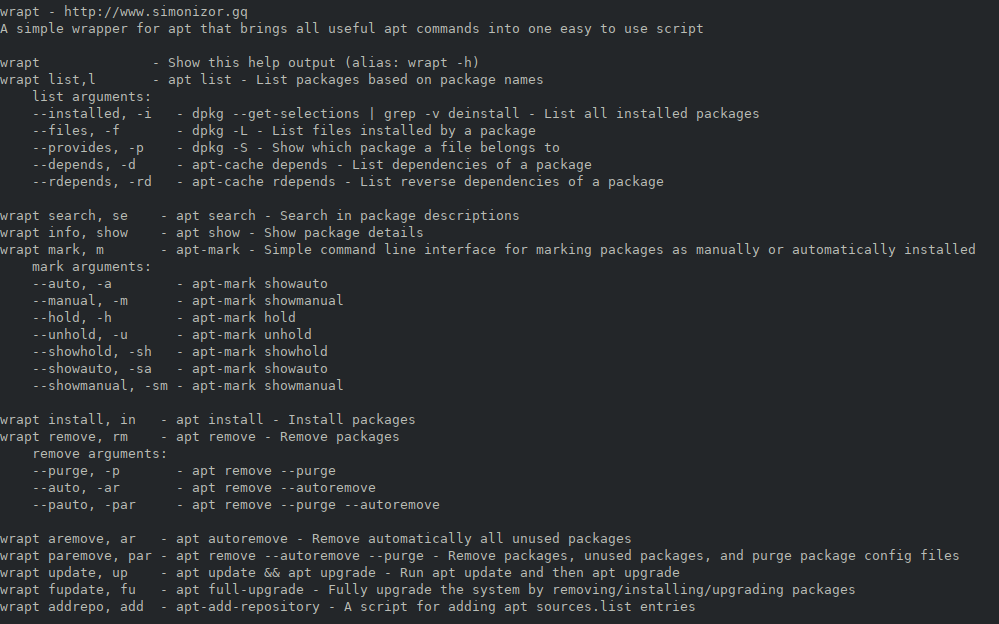 wrapt - http://www.simonizor.gq
A simple wrapper for apt that brings all useful apt commands into one easy to use script

wrapt              - Show this help output (alias: wrapt -h)
wrapt list,l       - apt list - List packages based on package names
    list arguments:
    --installed, -i   - dpkg --get-selections | grep -v deinstall - List all installed packages
    --files, -f       - dpkg -L - List files installed by a package
    --provides, -p    - dpkg -S - Show which package a file belongs to
    --depends, -d     - apt-cache depends - List dependencies of a package
    --rdepends, -rd   - apt-cache rdepends - List reverse dependencies of a package

wrapt search, se    - apt search - Search in package descriptions
wrapt info, show    - apt show - Show package details
wrapt mark, m       - apt-mark - Simple command line interface for marking packages as manually or automatically installed
    mark arguments:
    --auto, -a        - apt-mark showauto
    --manual, -m      - apt-mark showmanual
    --hold, -h        - apt-mark hold
    --unhold, -u      - apt-mark unhold
    --showhold, -sh   - apt-mark showhold
    --showauto, -sa   - apt-mark showauto
    --showmanual, -sm - apt-mark showmanual

wrapt install, in   - apt install - Install packages
wrapt remove, rm    - apt remove - Remove packages
    remove arguments:
    --purge, -p       - apt remove --purge
    --auto, -ar       - apt remove --autoremove
    --pauto, -par     - apt remove --purge --autoremove

wrapt aremove, ar   - apt autoremove - Remove automatically all unused packages
wrapt paremove, par - apt remove --autoremove --purge - Remove packages, unused packages, and purge package config files
wrapt update, up    - apt update && apt upgrade - Run apt update and then apt upgrade
wrapt fupdate, fu   - apt full-upgrade - Fully upgrade the system by removing/installing/upgrading packages
wrapt addrepo, add  - apt-add-repository - A script for adding apt sources.list entries